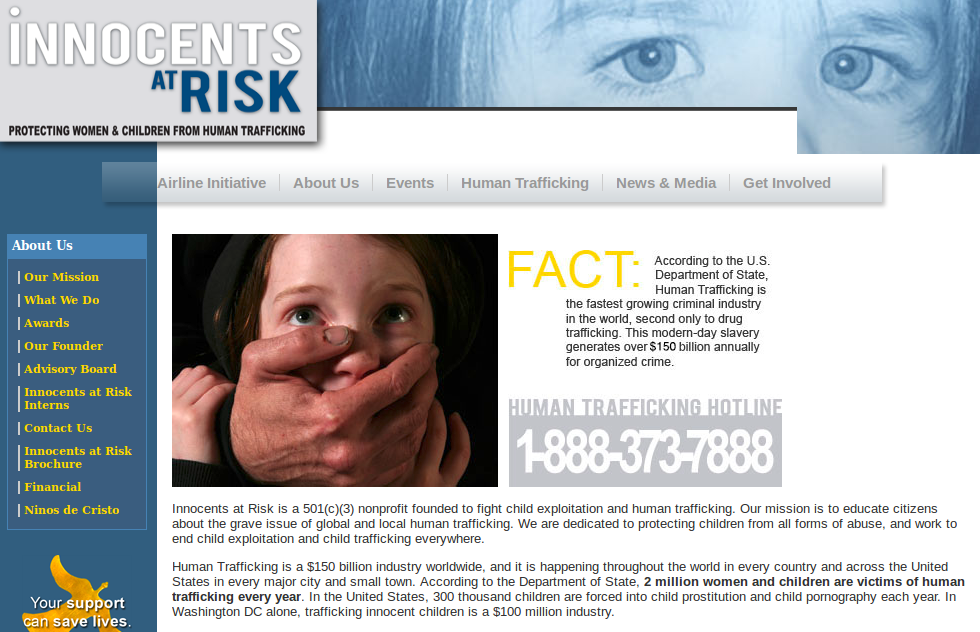 iNNOCENTS
AT RISK
PROTECTING WOMEN & CHILDREN FROM HUMAN TRAFFICKING
Airline Initiative
About Us
Events
Human Trafficking
News & Media
Get Involved
About Us
Our Mission
What We Do
Awards
Our Founder
Advisory Board
Innocents at Risk
Interns
Contact Us
Innocents at Risk
Brochure
Financial
Ninos de Cristo
Your support
can save lives.
FACT:
According to the U.S.
Department of State,
Human Trafficking is
the fastest growing criminal industry
in the world, second only to drug
trafficking. This modern-day slavery
generates over $150 billion annually
for organized crime.
HUMAN TRAFFICKING HOTLINE
1-888-373-7888
Innocents at Risk is a 501(c)(3) nonprofit founded to fight child exploitation and human trafficking. Our mission is to educate citizens
about the grave issue of global and local human trafficking. We are dedicated to protecting children from all forms of abuse, and work to
end child exploitation and child trafficking everywhere.
Human Trafficking is a $150 billion industry worldwide, and it is happening throughout the world in every country and across the United
States in every major city and small town. According to the Department of State, 2 million women and children are victims of human
trafficking every year. In the United States, 300 thousand children are forced into child prostitution and child pornography each year. In
Washington DC alone, trafficking innocent children is a $100 million industry.